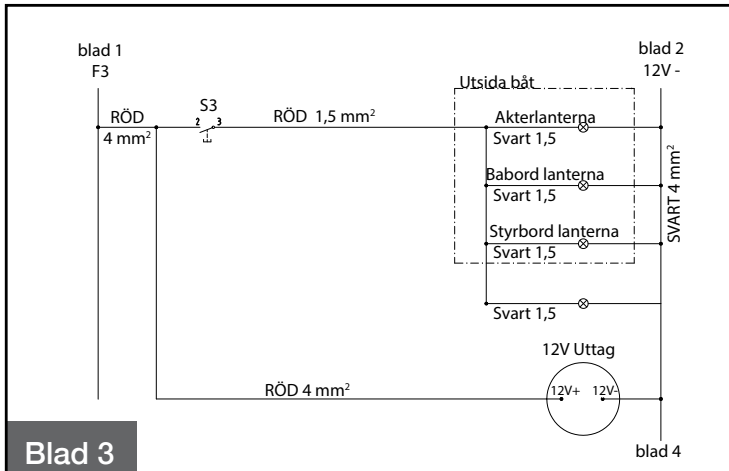 blad 1
F3
blad 2
12V -
Utsida båt
RÖD
4 mm²
S3
2 3
E
RÖD 1,5 mm²
Akterlanterna
Svart 1,5
Babord lanterna
Svart 1,5
Styrbord lanterna
Svart 1,5
Svart 1,5
SVART 4 mm²
12V Uttag
12V+ 12V-
RÖD 4 mm²
blad 4
Blad 3